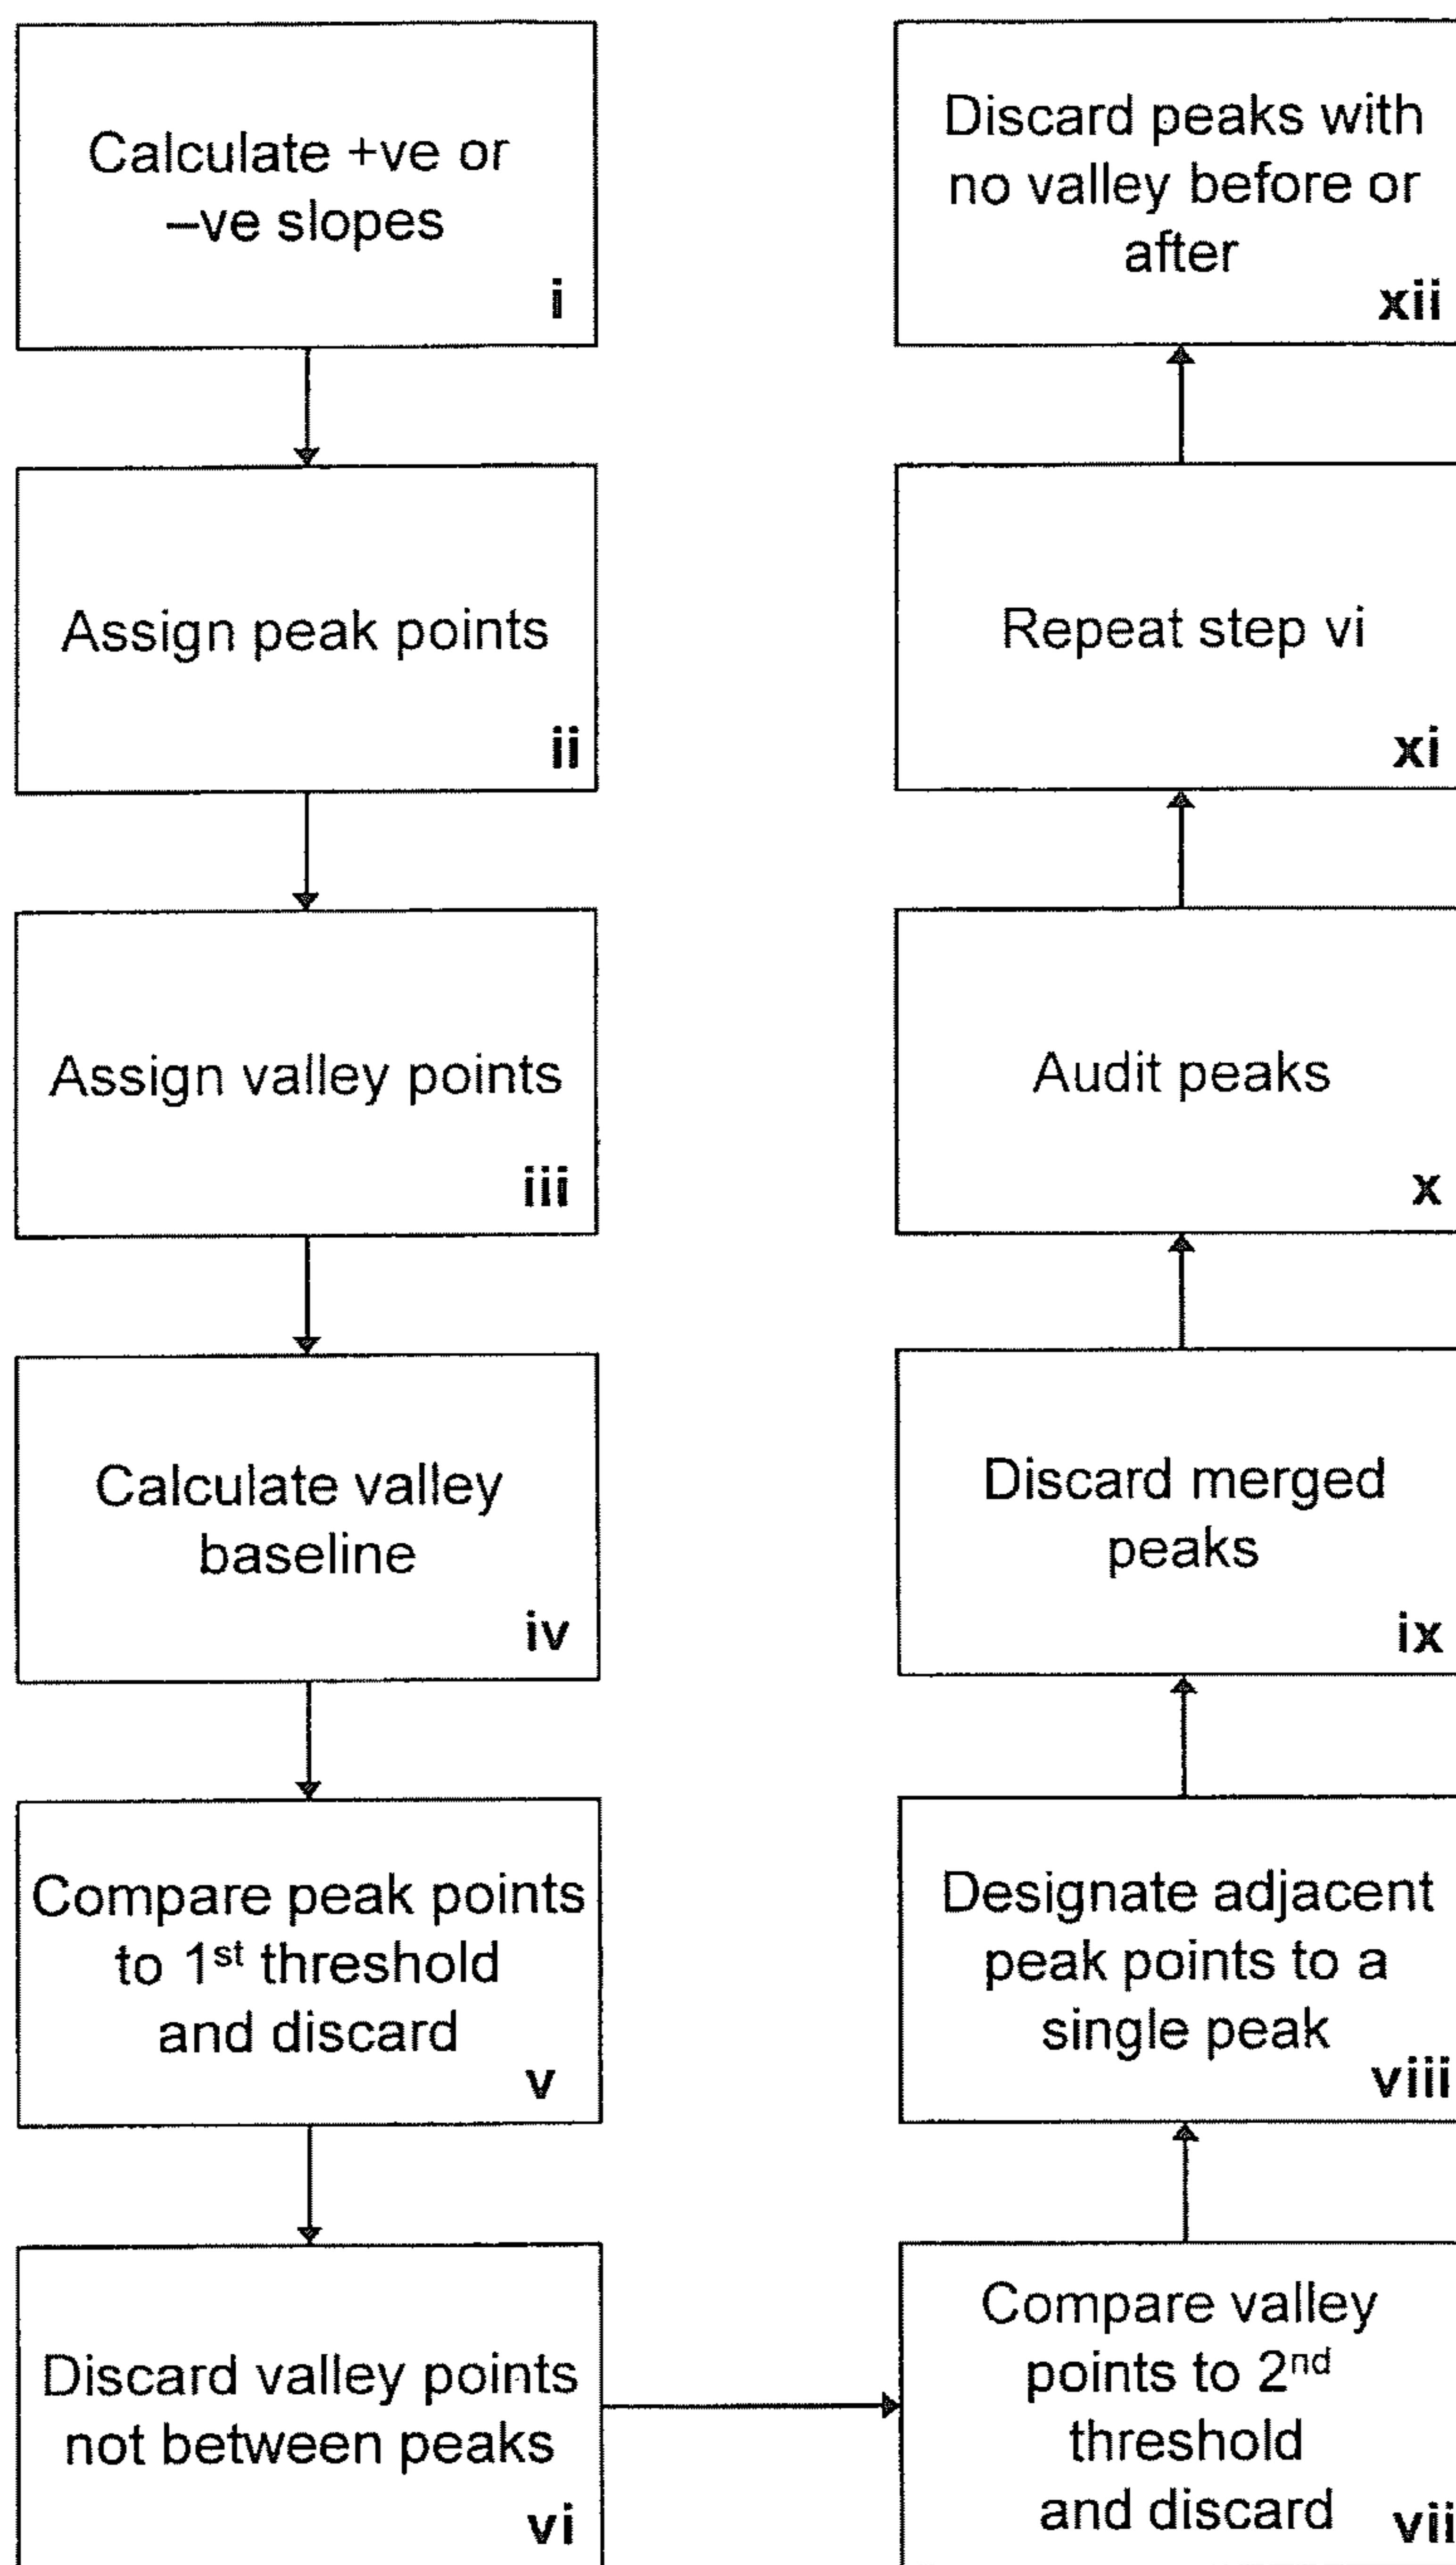 Calculate +ve or
–ve slopes
i
Assign peak points
ii
Assign valley points
iii
Calculate valley
baseline
iv
Compare peak points
to 1st threshold
and discard
v
Discard valley points
not between peaks
vi
Compare valley
points to 2nd
threshold
and discard
vii
Designate adjacent
peak points to a
single peak
viii
Discard merged
peaks
ix
Audit peaks
x
Repeat step vi
xi
Discard peaks with
no valley before or
after
xii